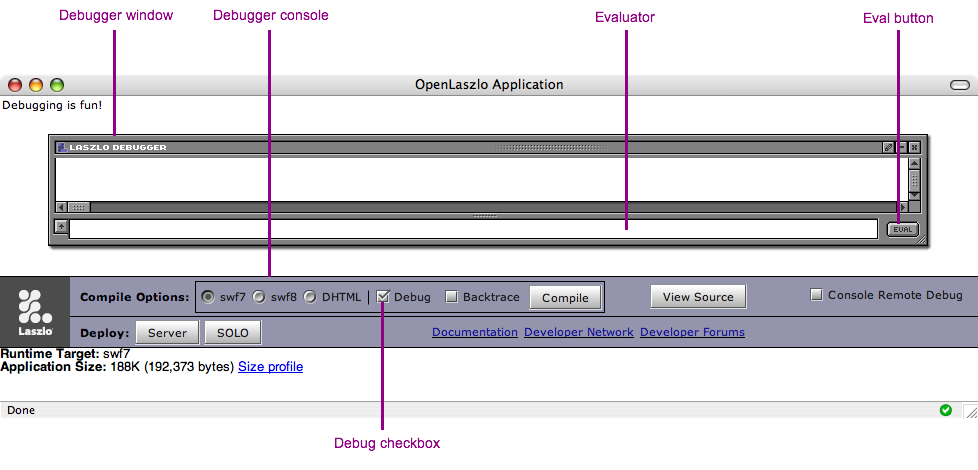 Debugger window Debugger console Evaluator Eval button
OpenLaszlo Application
Debugging is fun!
LASZLO DEBUGGER
EVAL
Compile Options: swf7 swf8 DHTML Debug Backtrace Compile View Source Console Remote Debug
Laszlo
Deploy: Server SOLO Documentation Developer Network Developer Forums
Runtime Target: swf7
Application Size: 188K (192,373 bytes) Size profile
Done
Debug checkbox